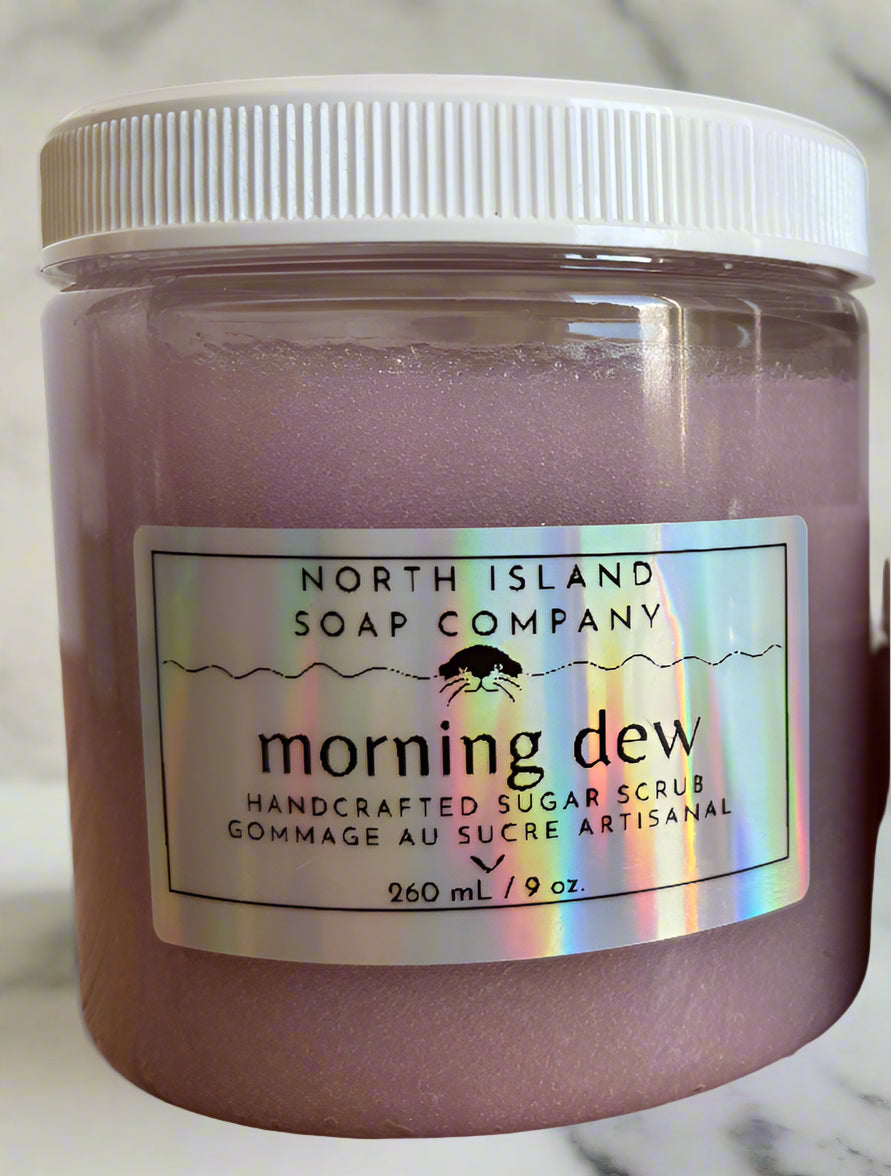 NORTH ISLAND
SOAP COMPANY
morning dew
HANDCRAFTED SUGAR SCRUB
GOMMAGE AU SUCRE ARTISANAL
260 mL / 9 oz.